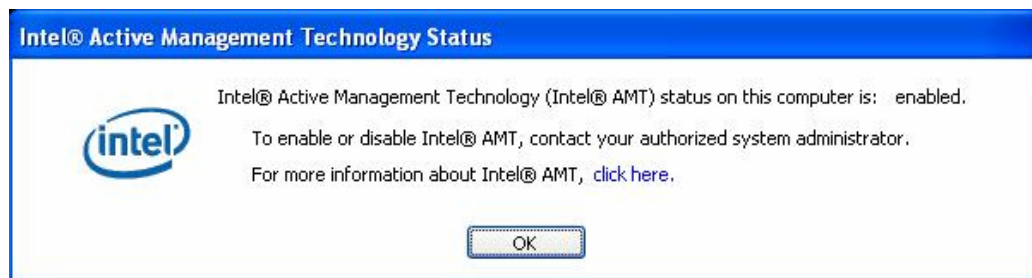 Intel® Active Management Technology Status
Intel® Active Management Technology (Intel® AMT) status on this computer is: enabled.
intel®
To enable or disable Intel® AMT, contact your authorized system administrator.
For more information about Intel® AMT, click here.
OK